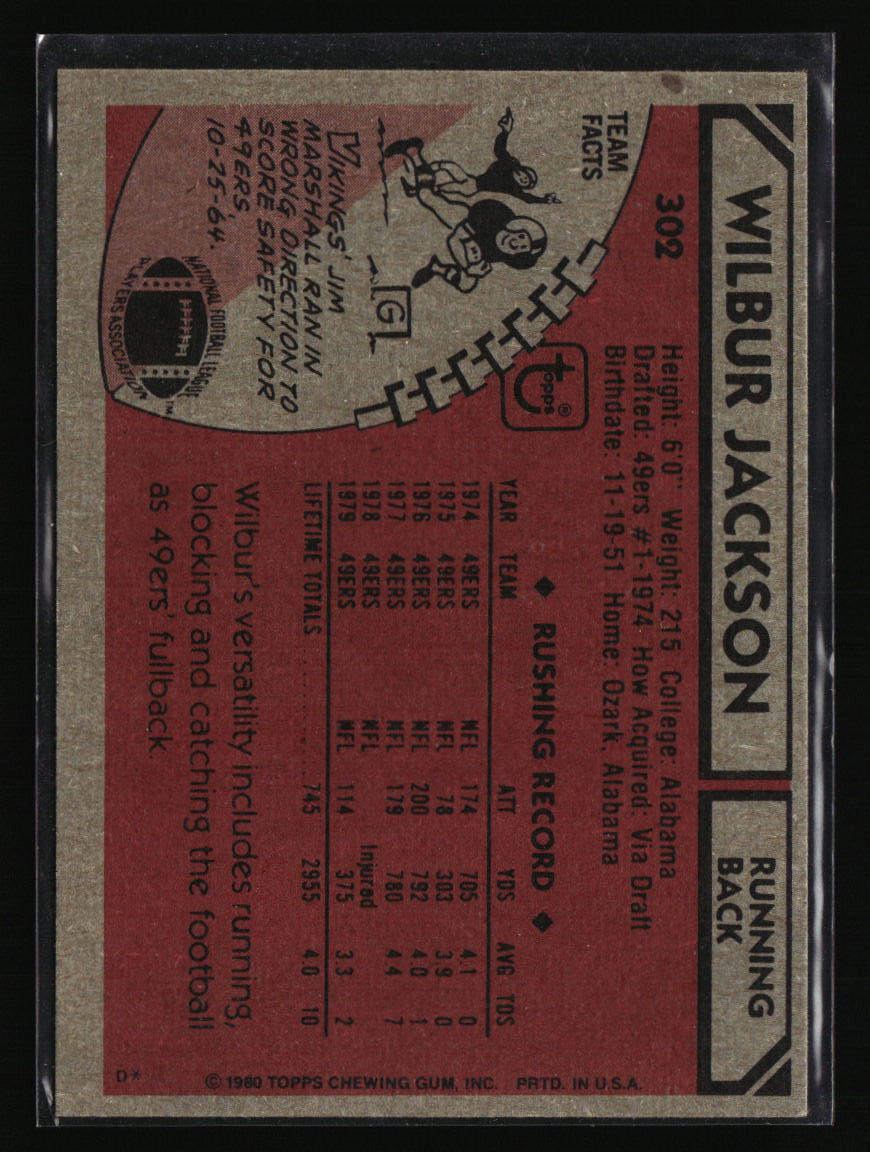 WILBUR JACKSON
RUNNING
BACK
302
Height: 6'0" Weight: 215 College: Alabama
Drafted: 49ers #1-1974 How Acquired: Via Draft
Birthdate: 11-19-51 Home: Ozark, Alabama
TEAM
FACTS
G
VIKINGS' JIM
MARSHALL RAN IN
WRONG DIRECTION TO
SCORE SAFETY FOR
49ERS,
10-25-64.
NATIONAL FOOTBALL LEAGUE
PLAYERS ASSOCIATION
TM
topps®
♦ RUSHING RECORD ♦
YEAR TEAM ATT YDS AVG TDS
1974 49ERS NFL 174 705 4.1 0
1975 49ERS NFL 78 303 3.9 0
1976 49ERS NFL 200 792 4.0 1
1977 49ERS NFL 179 780 4.4 7
1978 49ERS NFL Injured
1979 49ERS NFL 114 375 3.3 2
LIFETIME TOTALS ........ 745 2955 4.0 10
Wilbur's versatility includes running,
blocking and catching the football
as 49ers' fullback.
D* © 1980 TOPPS CHEWING GUM, INC. PRTD. IN U.S.A.